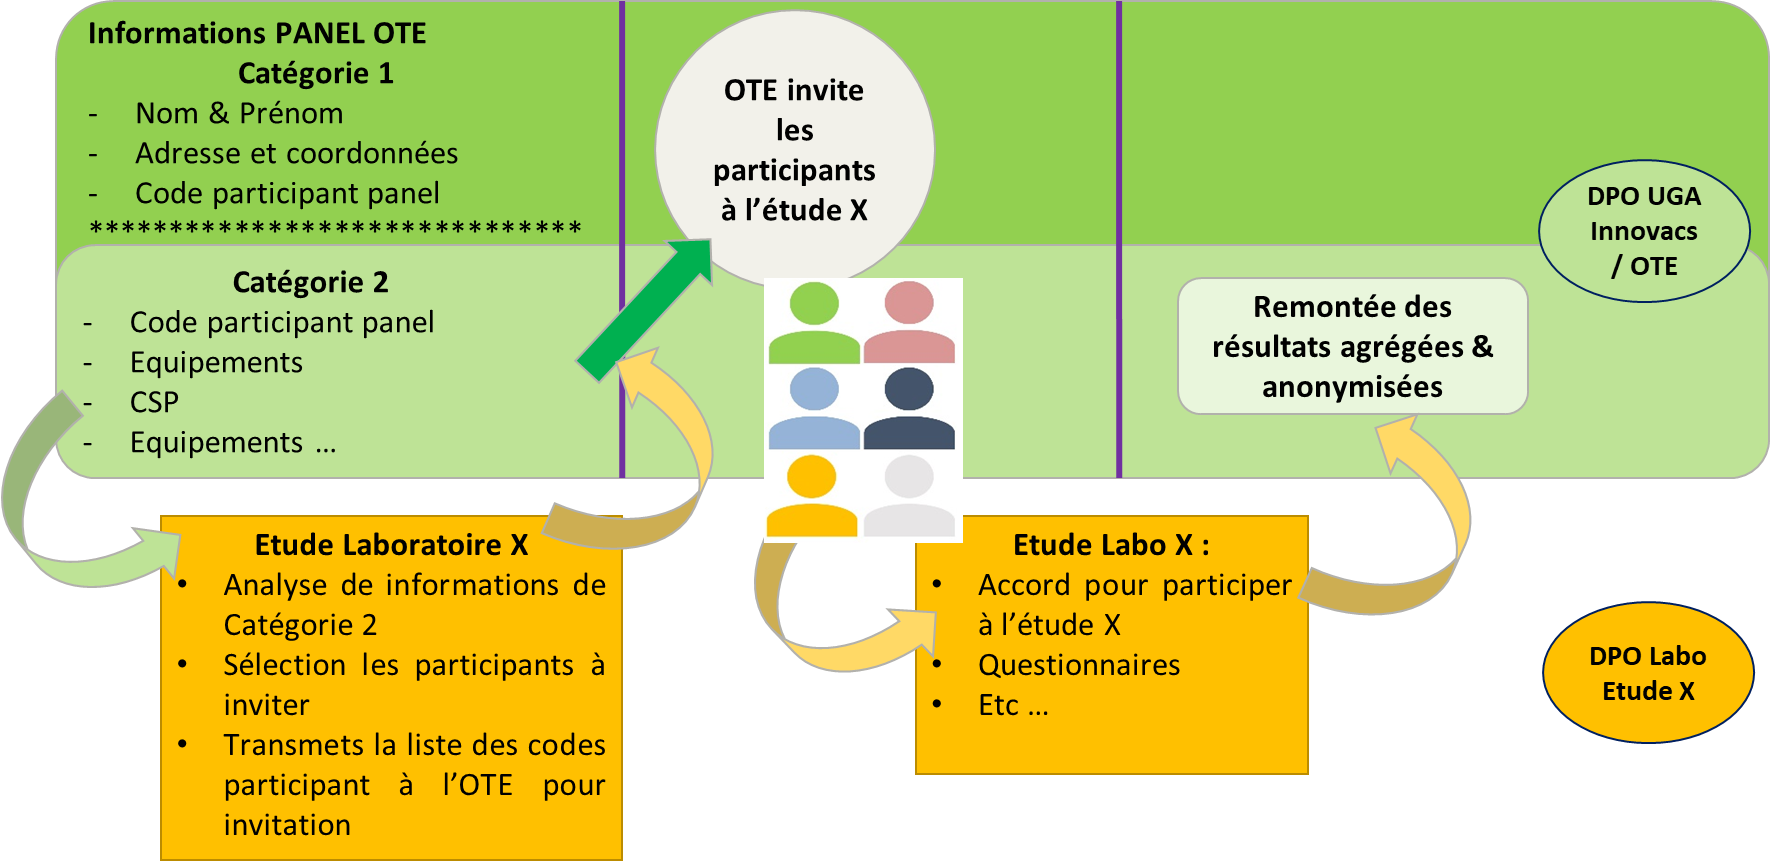 Informations PANEL OTE
Catégorie 1
- Nom & Prénom
- Adresse et coordonnées
- Code participant panel
*******************************
Catégorie 2
- Code participant panel
- Equipements
- CSP
- Equipements ...
OTE invite
les
participants
à l’étude X
DPO UGA
Innovacs
/ OTE
Remontée des
résultats agrégées &
anonymisées
Etude Laboratoire X
• Analyse de informations de
Catégorie 2
• Sélection les participants à
inviter
• Transmets la liste des codes
participant à l’OTE pour
invitation
Etude Labo X :
• Accord pour participer
à l’étude X
• Questionnaires
• Etc ...
DPO Labo
Etude X